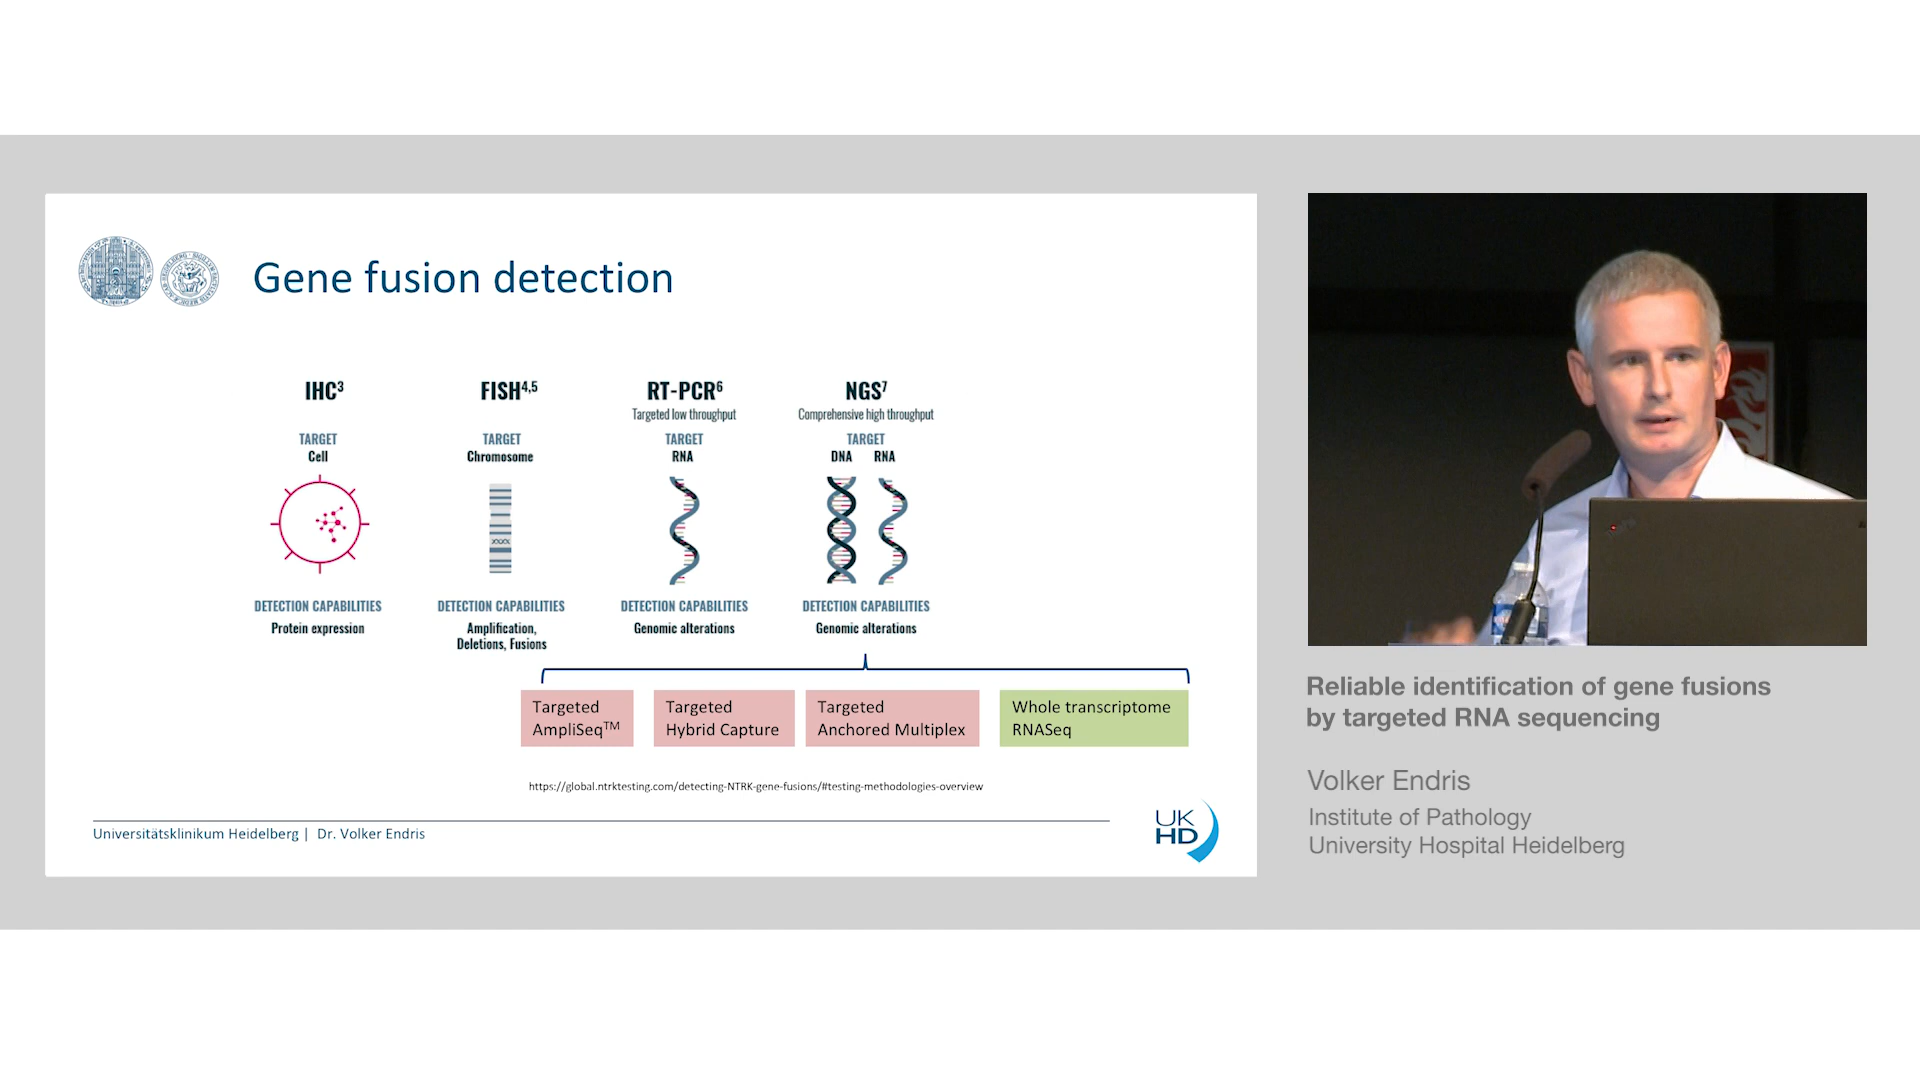 Gene fusion detection
IHC3
FISH4,5
RT-PCR6
NGS7
Targeted low throughput
Comprehensive high throughput
TARGET
Cell
TARGET
Chromosome
TARGET
RNA
TARGET
DNA RNA
DETECTION CAPABILITIES
Protein expression
DETECTION CAPABILITIES
Amplification,
Deletions, Fusions
DETECTION CAPABILITIES
Genomic alterations
DETECTION CAPABILITIES
Genomic alterations
Targeted
AmpliSeqTM
Targeted
Hybrid Capture
Targeted
Anchored Multiplex
Whole transcriptome
RNASeq
https://global.ntrktesting.com/detecting-NTRK-gene-fusions/#testing-methodologies-overview
Universitätsklinikum Heidelberg | Dr. Volker Endris
UK
HD
Reliable identification of gene fusions
by targeted RNA sequencing
Volker Endris
Institute of Pathology
University Hospital Heidelberg